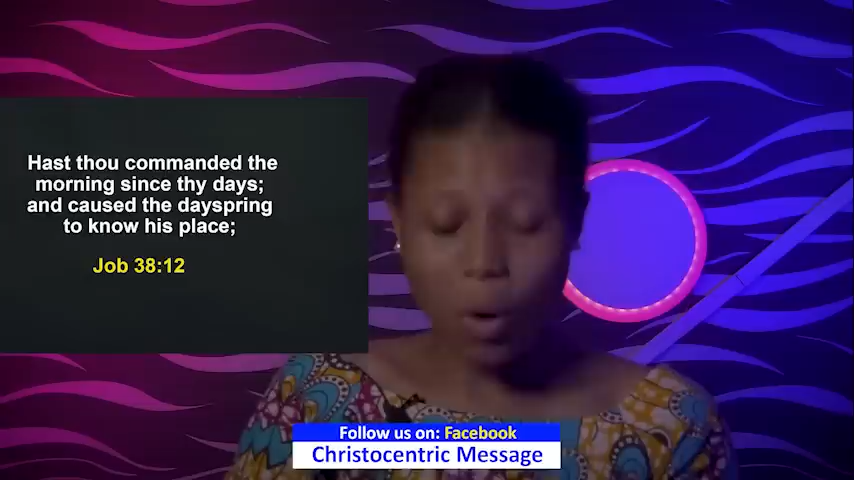 Hast thou commanded the
morning since thy days;
and caused the dayspring
to know his place;
Job 38:12
Follow us on: Facebook
Christocentric Message